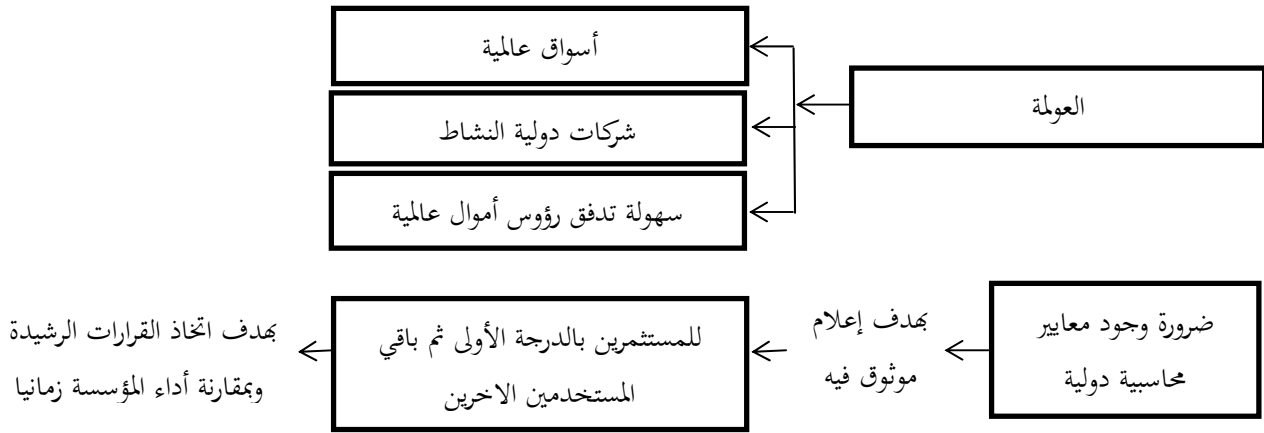 العولمة
أسواق عالمية
شركات دولية النشاط
سهولة تدفق رؤوس أموال عالمية
ضرورة وجود معايير
محاسبية دولية
بهدف إعلام
موثوق فيه
للمستثمرين بالدرجة الأولى ثم باقي
المستخدمين الاخرين
بهدف اتخاذ القرارات الرشيدة
وبمقارنة أداء المؤسسة زمانيا